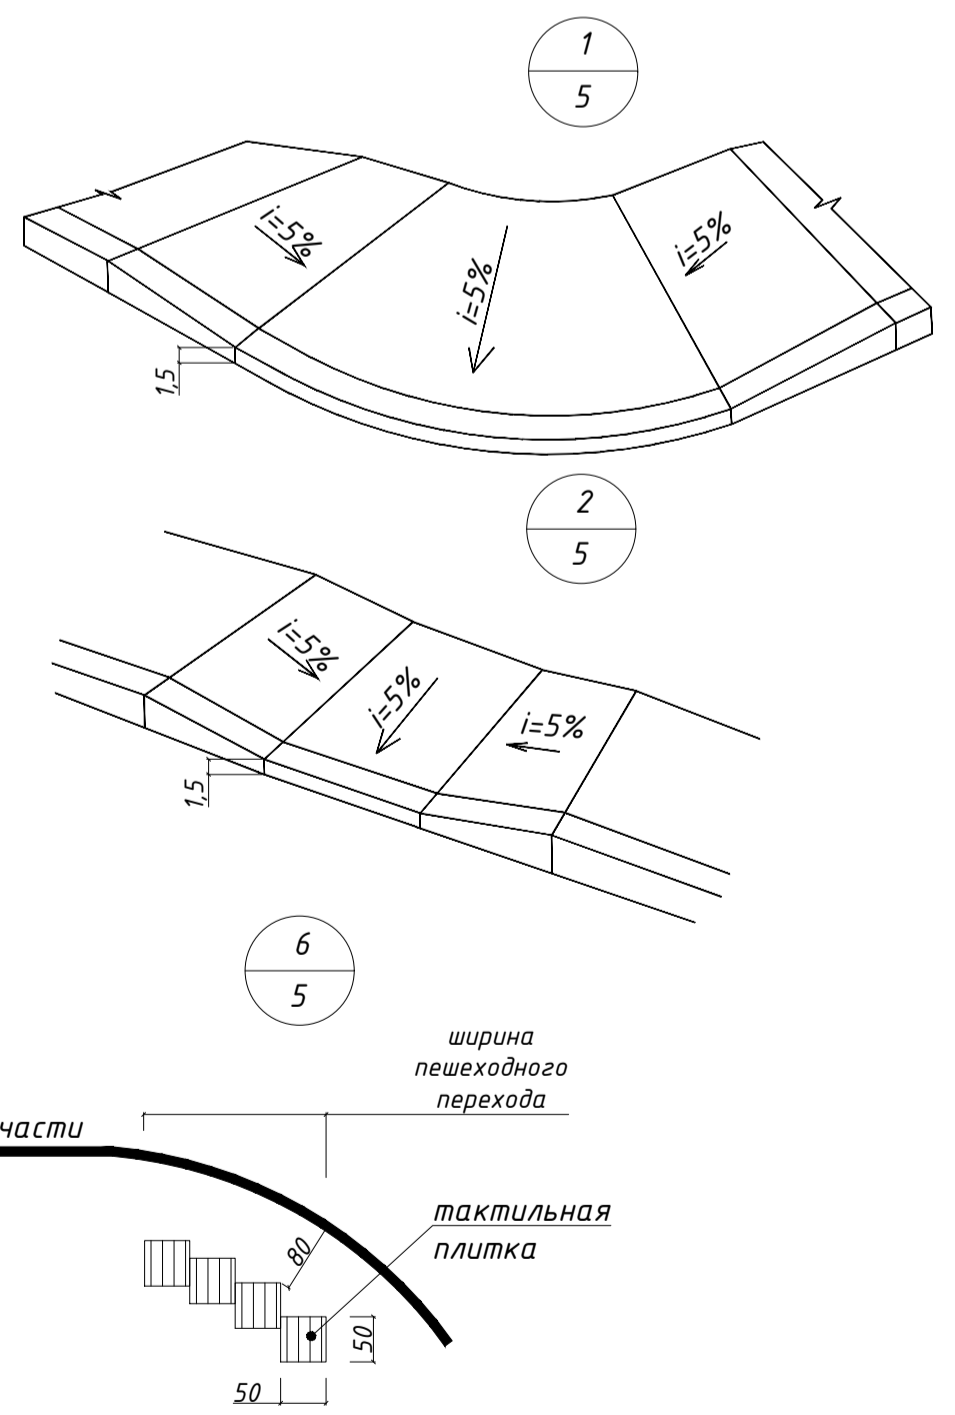 1
5
i=5%
i=5%
i=5%
1,5
2
5
i=5%
i=5%
i=5%
1,5
6
5
ширина
пешеходного
перехода
части
тактильная
плитка
80
50
50